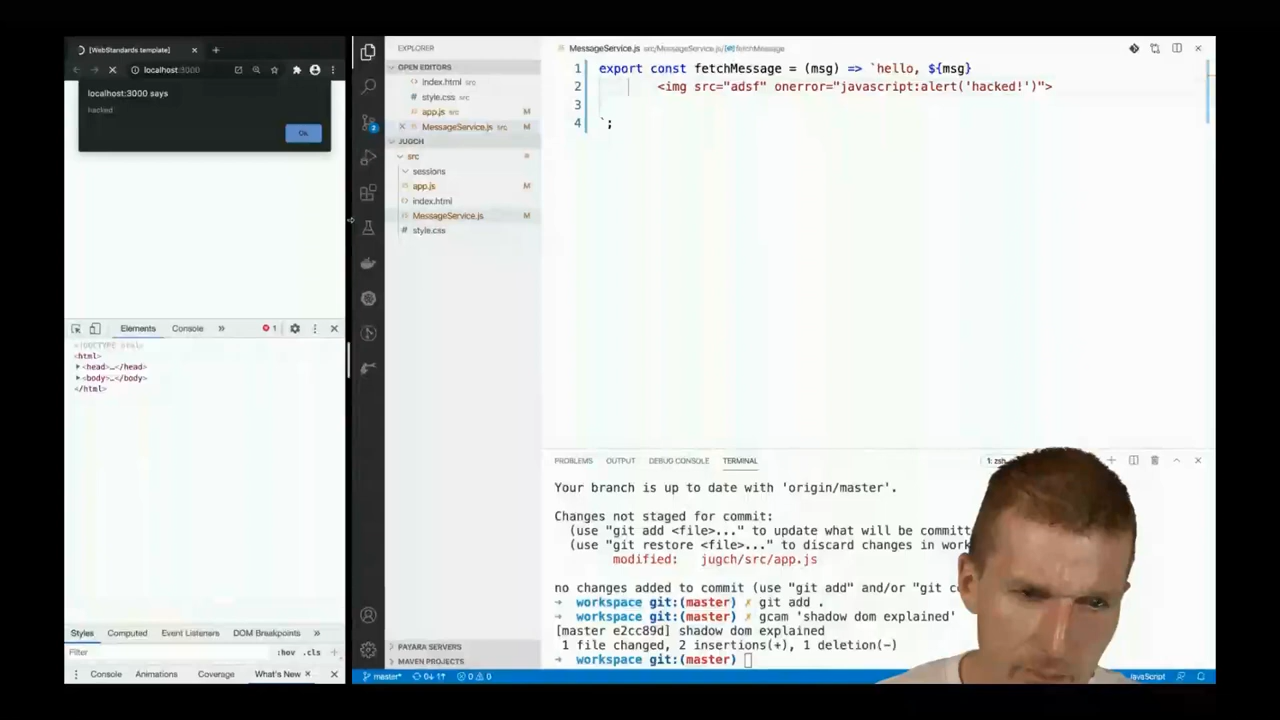 [WebStandards template]
localhost:3000
localhost:3000 says
hacked
Ok
Elements
Console
1
<!DOCTYPE html>
<html>
<head>…</head>
<body>…</body>
</html>
Styles
Computed
Event Listeners
DOM Breakpoints
Filter
:hov .cls
Console
Animations
Coverage
What's New
EXPLORER
OPEN EDITORS
index.html src
style.css src
app.js src M
MessageService.js src M
JUGCH
src
sessions
app.js M
index.html
MessageService.js M
style.css
PAYARA SERVERS
MAVEN PROJECTS
2
MessageService.js src/MessageService.js/fetchMessage
1 export const fetchMessage = (msg) => `hello, ${msg}
2 <img src="adsf" onerror="javascript:alert('hacked!')">
3
4 `;
PROBLEMS OUTPUT DEBUG CONSOLE TERMINAL 1: zsh
Your branch is up to date with 'origin/master'.
Changes not staged for commit:
(use "git add <file>..." to update what will be committ
(use "git restore <file>..." to discard changes in work
modified: jugch/src/app.js
no changes added to commit (use "git add" and/or "git c
→ workspace git:(master) ✗ git add .
→ workspace git:(master) ✗ gcam 'shadow dom explained'
[master e2cc89d] shadow dom explained
1 file changed, 2 insertions(+), 1 deletion(-)
→ workspace git:(master)
master* 0↓ 1↑ 0 0
JavaScript